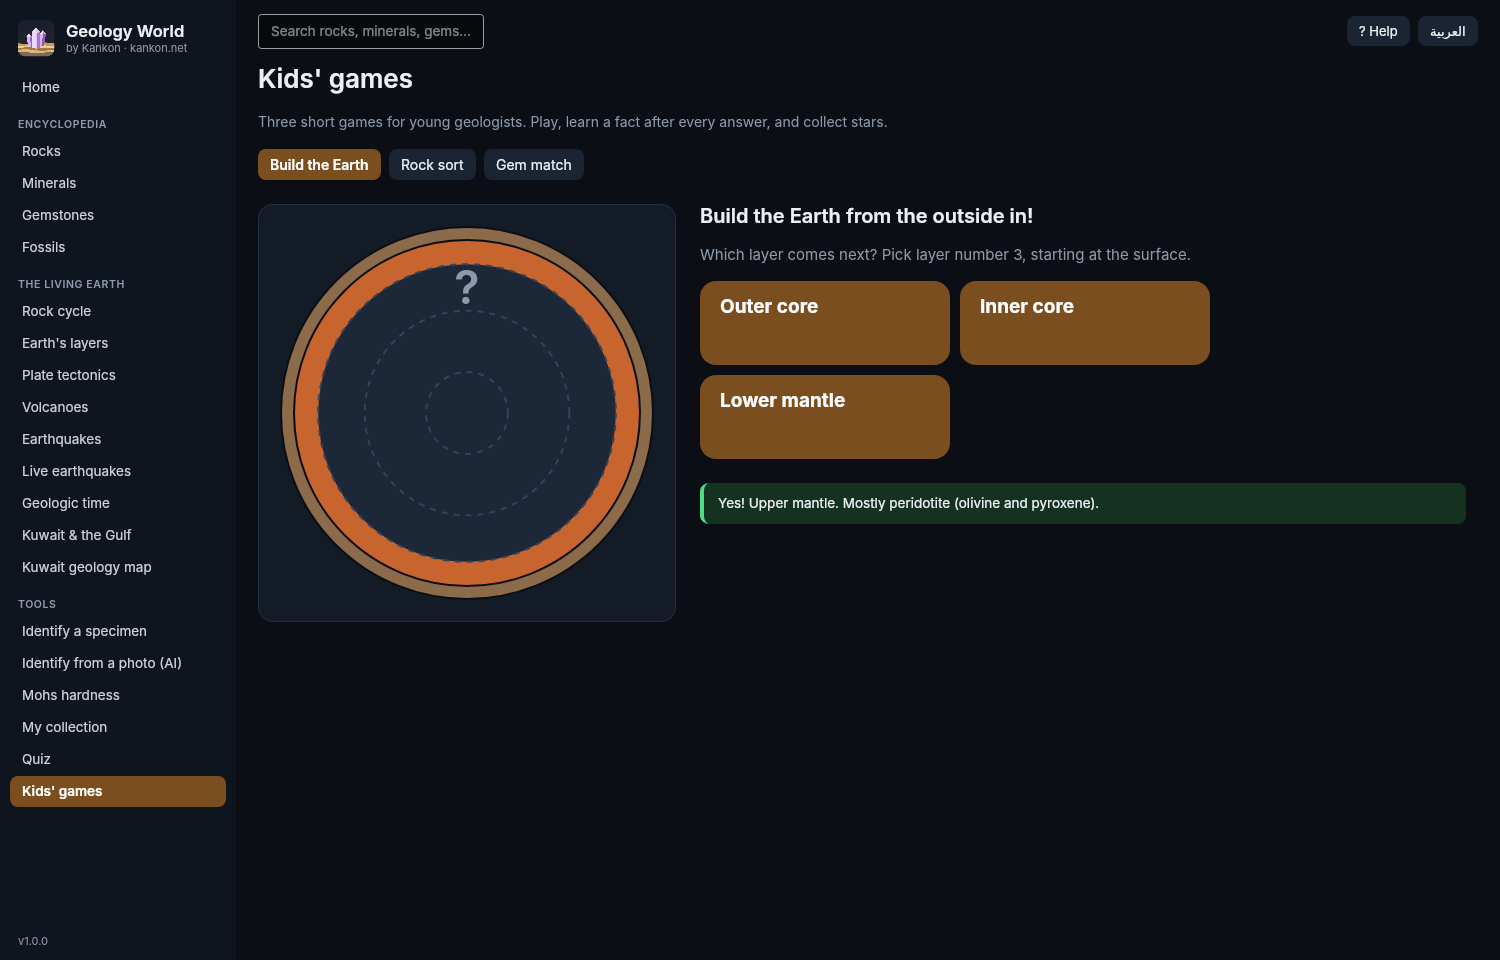 Geology World
by Kankon · kankon.net
Home
ENCYCLOPEDIA
Rocks
Minerals
Gemstones
Fossils
THE LIVING EARTH
Rock cycle
Earth's layers
Plate tectonics
Volcanoes
Earthquakes
Live earthquakes
Geologic time
Kuwait & the Gulf
Kuwait geology map
TOOLS
Identify a specimen
Identify from a photo (AI)
Mohs hardness
My collection
Quiz
Kids' games
v1.0.0
Search rocks, minerals, gems...
? Help
العربية
Kids' games
Three short games for young geologists. Play, learn a fact after every answer, and collect stars.
Build the Earth
Rock sort
Gem match
?
Build the Earth from the outside in!
Which layer comes next? Pick layer number 3, starting at the surface.
Outer core
Inner core
Lower mantle
Yes! Upper mantle. Mostly peridotite (olivine and pyroxene).